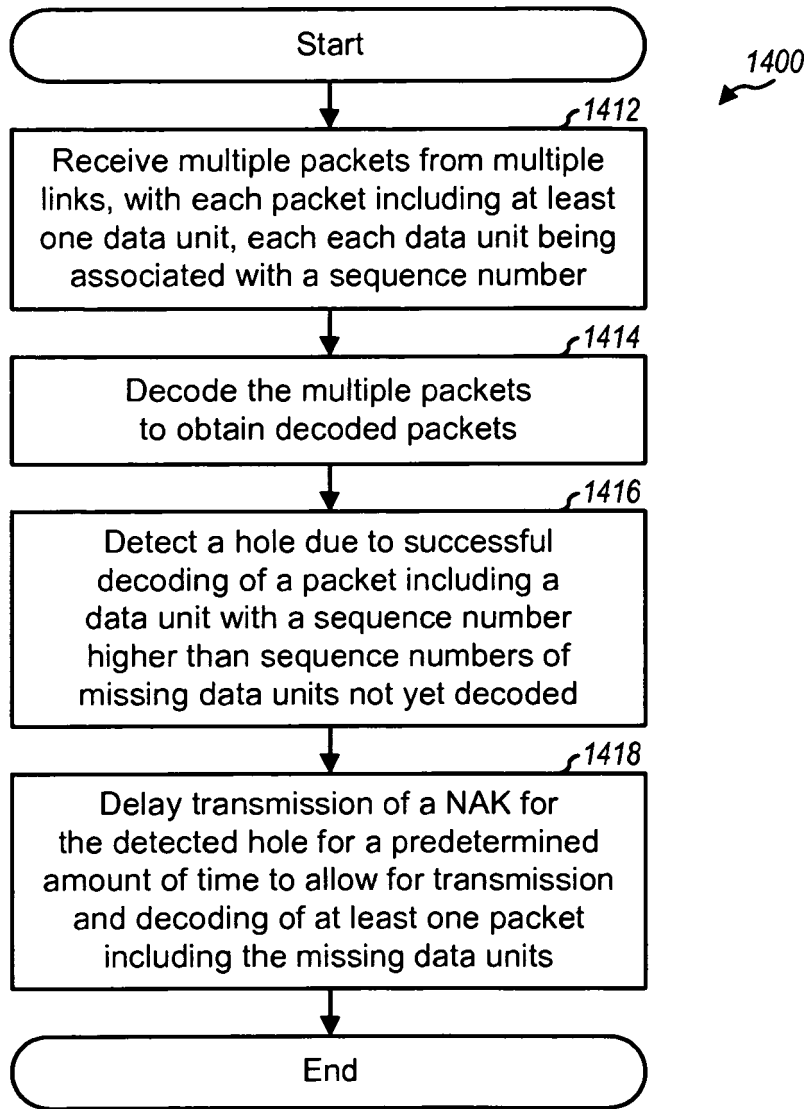 Start
1400
1412
Receive multiple packets from multiple
links, with each packet including at least
one data unit, each each data unit being
associated with a sequence number
1414
Decode the multiple packets
to obtain decoded packets
1416
Detect a hole due to successful
decoding of a packet including a
data unit with a sequence number
higher than sequence numbers of
missing data units not yet decoded
1418
Delay transmission of a NAK for
the detected hole for a predetermined
amount of time to allow for transmission
and decoding of at least one packet
including the missing data units
End